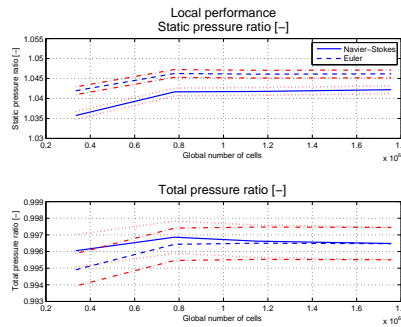 Local performance
Static pressure ratio [–]
1.055
1.05
1.045
1.04
1.035
1.03
Static pressure ratio [–]
Navier–Stokes
Euler
0.2 0.4 0.6 0.8 1 1.2 1.4 1.6 1.8
Global number of cells
x 10^6
Total pressure ratio [–]
0.999
0.998
0.997
0.996
0.995
0.994
0.993
Total pressure ratio [–]
0.2 0.4 0.6 0.8 1 1.2 1.4 1.6 1.8
Global number of cells
x 10^6